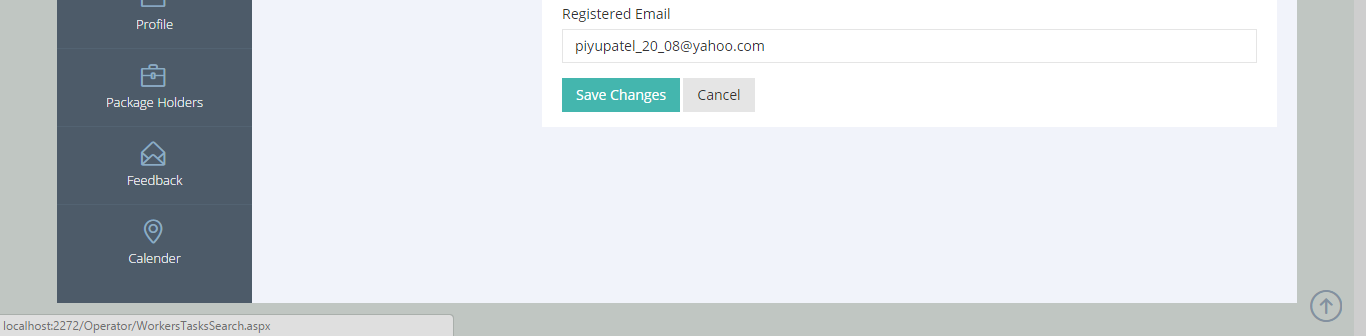 Profile
Package Holders
Feedback
Calender
Registered Email
piyupatel_20_08@yahoo.com
Save Changes Cancel
localhost:2272/Operator/WorkersTasksSearch.aspx